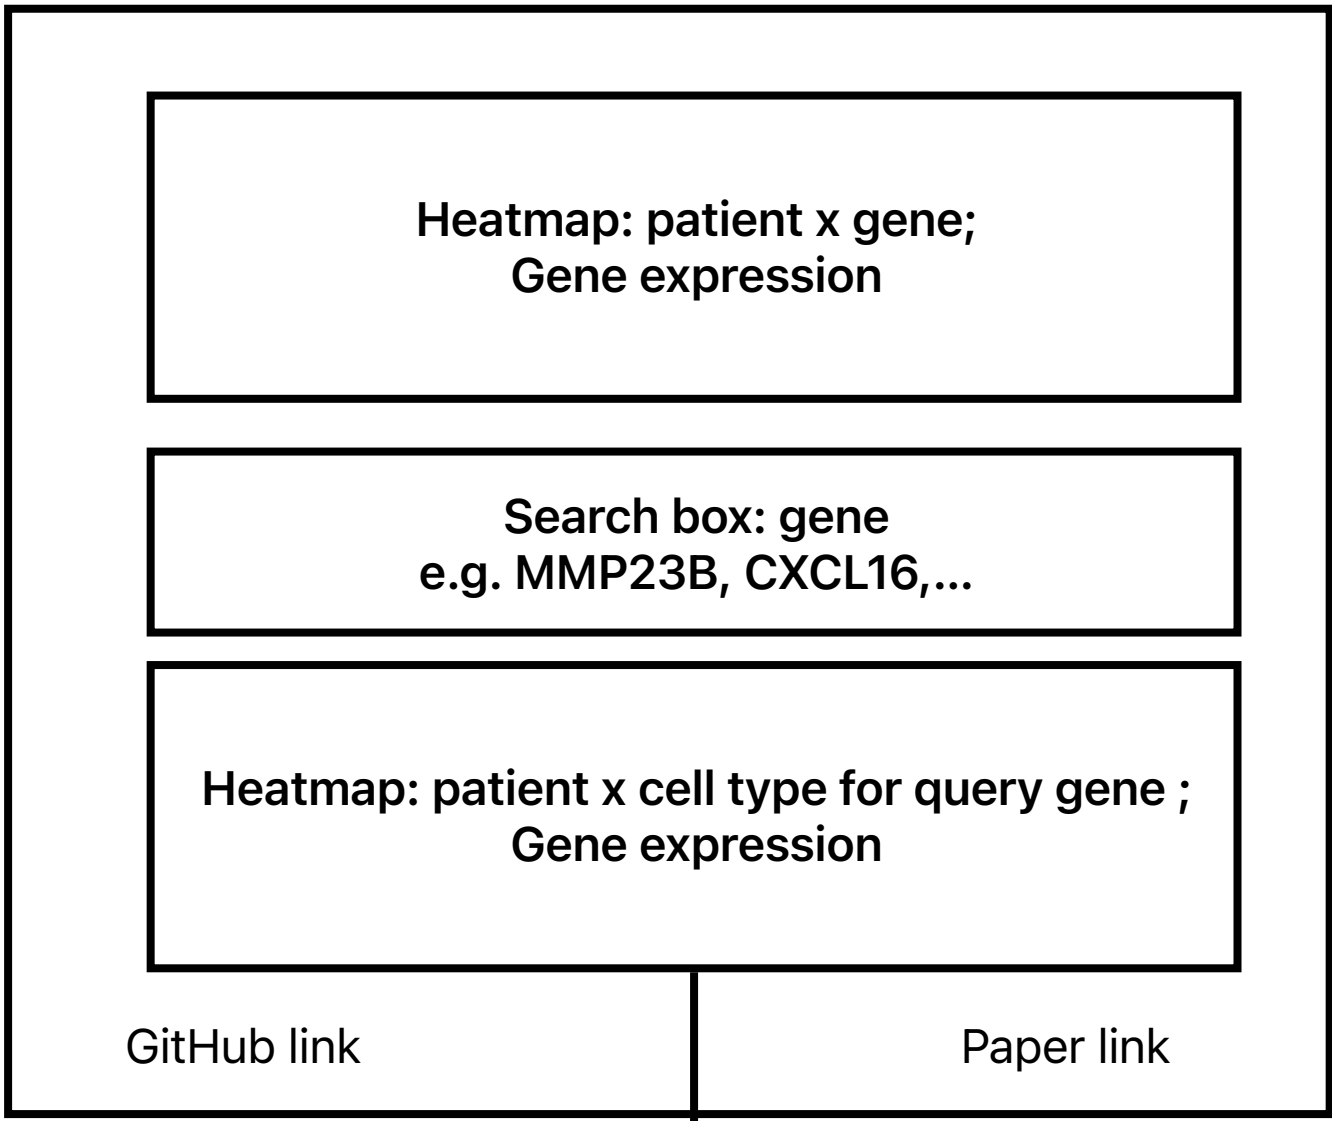 Heatmap: patient x gene;
Gene expression
Search box: gene
e.g. MMP23B, CXCL16,...
Heatmap: patient x cell type for query gene ;
Gene expression
GitHub link
Paper link